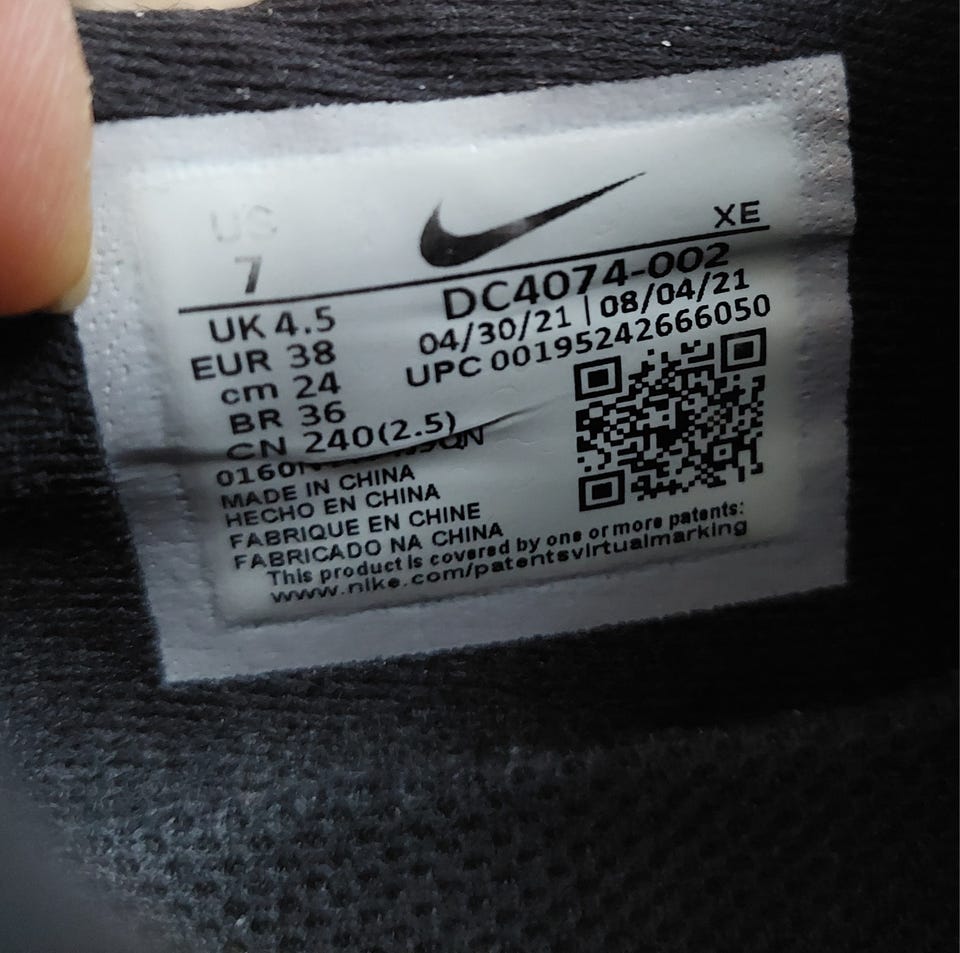 US
7
XE
UK 4.5
EUR 38
cm 24
BR 36
CN 240(2.5)
DC4074-002
04/30/21 | 08/04/21
UPC 00195242666050
MADE IN CHINA
HECHO EN CHINA
FABRIQUE EN CHINE
FABRICADO NA CHINA
This product is covered by one or more patents:
www.nike.com/patentsvirtualmarking